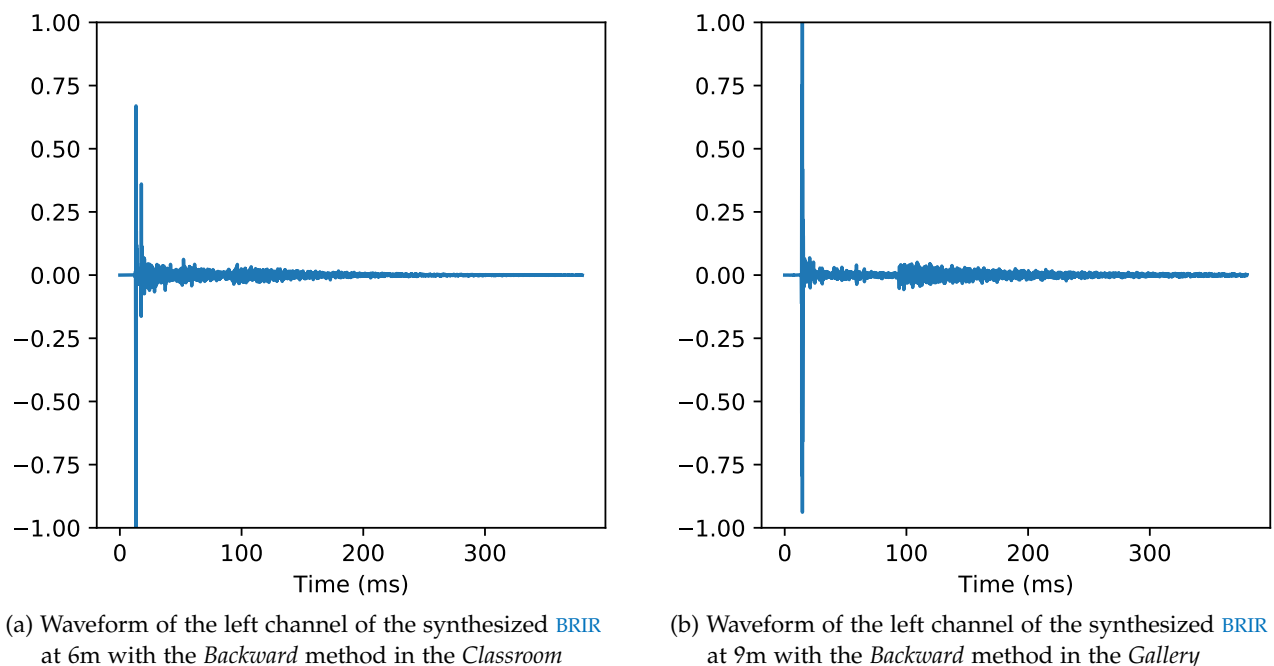 1.00
0.75
0.50
0.25
0.00
−0.25
−0.50
−0.75
−1.00
0 100 200 300
Time (ms)
(a) Waveform of the left channel of the synthesized BRIR
at 6m with the Backward method in the Classroom
1.00
0.75
0.50
0.25
0.00
−0.25
−0.50
−0.75
−1.00
0 100 200 300
Time (ms)
(b) Waveform of the left channel of the synthesized BRIR
at 9m with the Backward method in the Gallery